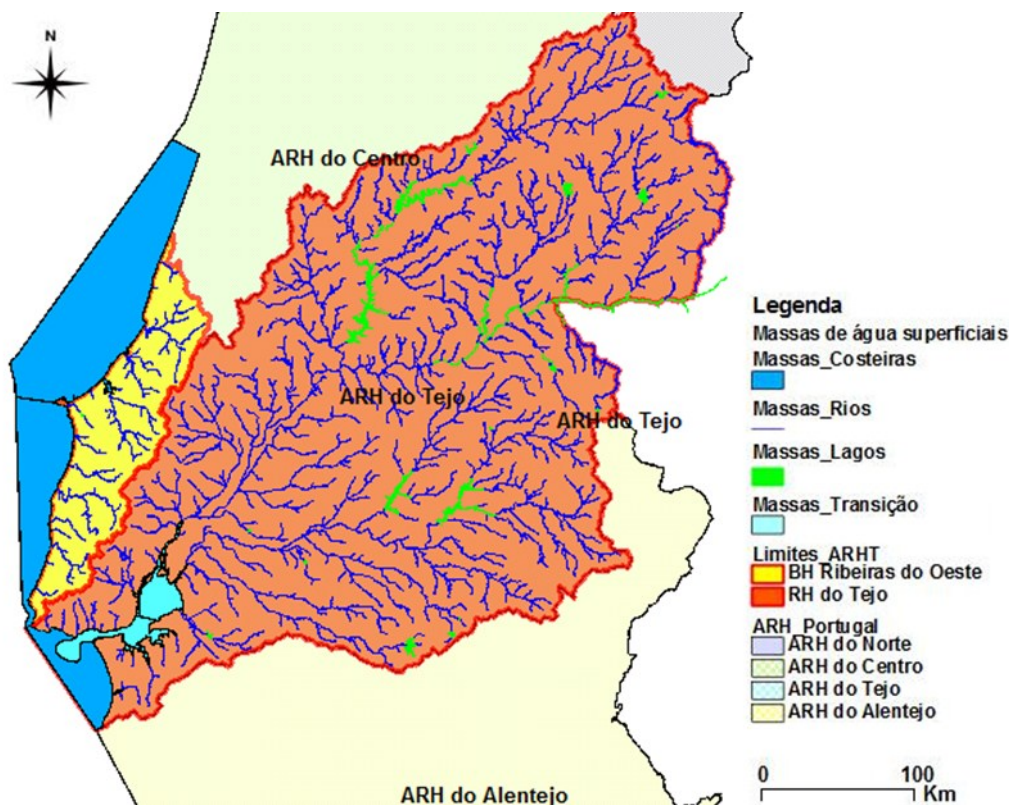 N
ARH do Centro
ARH do Tejo
ARH do Tejo
ARH do Alentejo
Legenda
Massas de água superficiais
Massas_Costeiras
Massas_Rios
Massas_Lagos
Massas_Transição
Limites_ARHT
BH Ribeiras do Oeste
RH do Tejo
ARH_Portugal
ARH do Norte
ARH do Centro
ARH do Tejo
ARH do Alentejo
0 100
Km